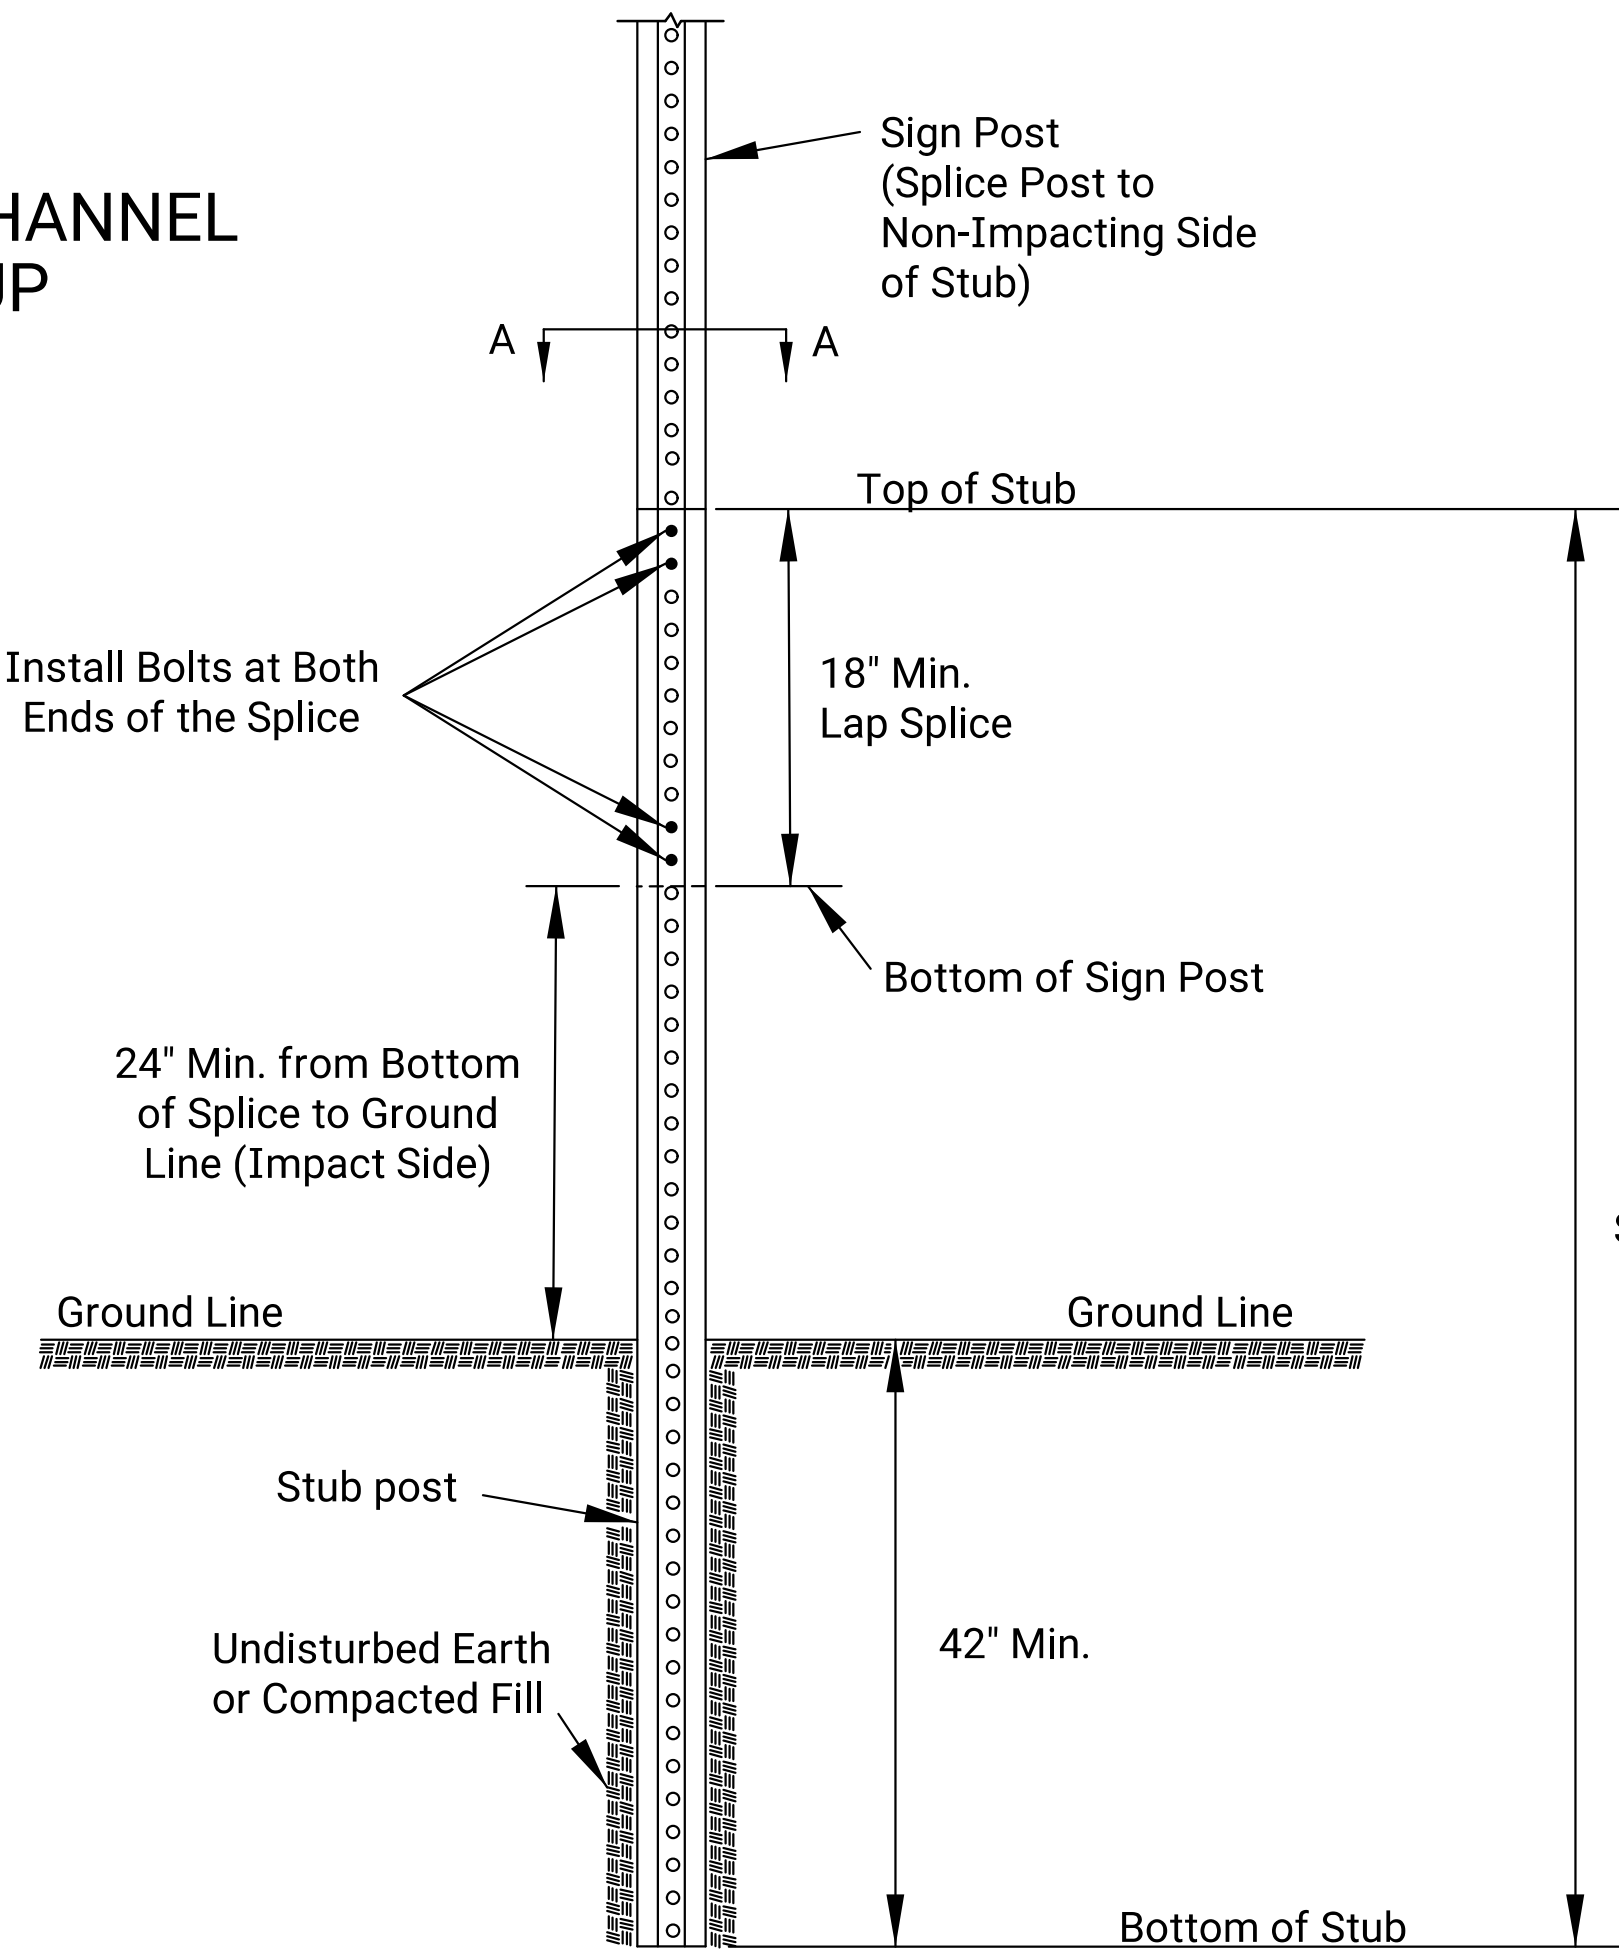 HANNEL
UP
Sign Post
(Splice Post to
Non-Impacting Side
of Stub)
A
A
Top of Stub
Install Bolts at Both
Ends of the Splice
18" Min.
Lap Splice
Bottom of Sign Post
24" Min. from Bottom
of Splice to Ground
Line (Impact Side)
Ground Line
Ground Line
Stub post
Undisturbed Earth
or Compacted Fill
42" Min.
Bottom of Stub